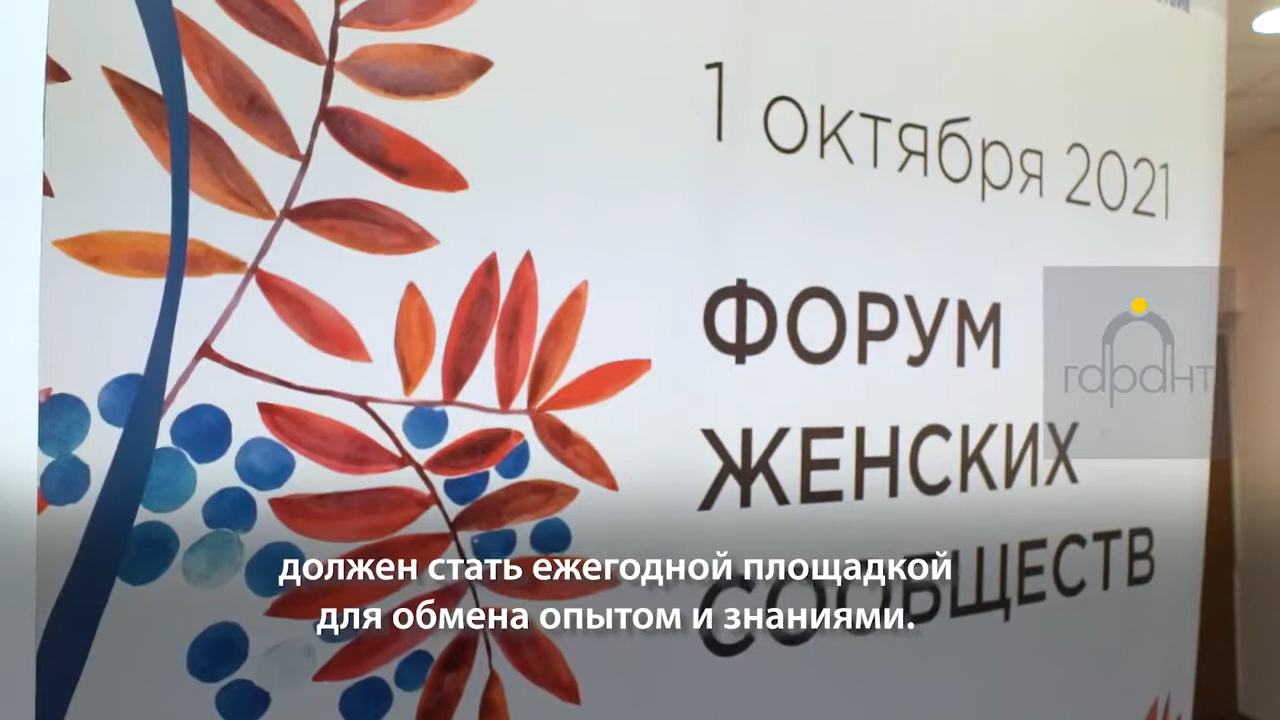 1 октября 2021
ФОРУМ
гарант
ЖЕНСКИХ
СООБЩЕСТВ
должен стать ежегодной площадкой
для обмена опытом и знаниями.